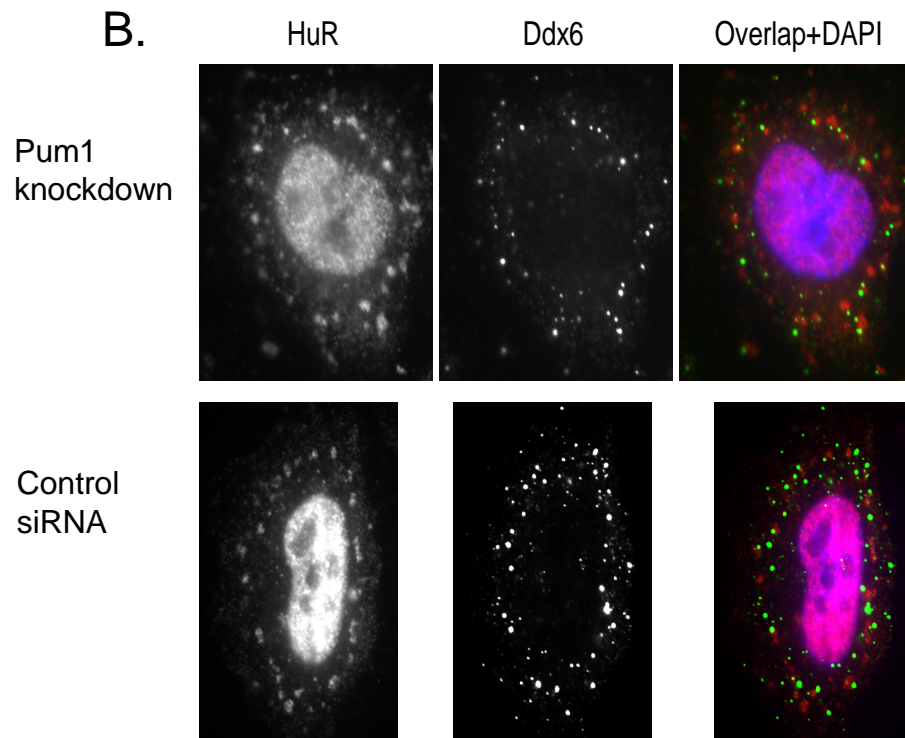 B.
HuR
Ddx6
Overlap+DAPI
Pum1
knockdown
Control
siRNA